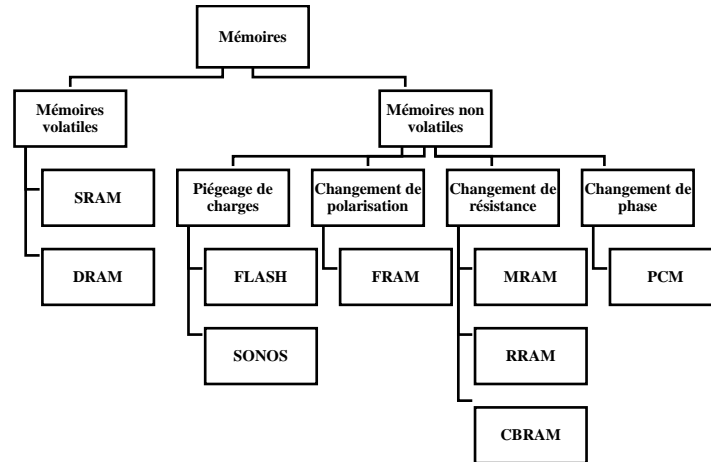 Mémoires
Mémoires
volatiles
Mémoires non
volatiles
SRAM
DRAM
Piégeage de
charges
Changement de
polarisation
Changement de
résistance
Changement de
phase
FLASH
FRAM
MRAM
PCM
SONOS
RRAM
CBRAM